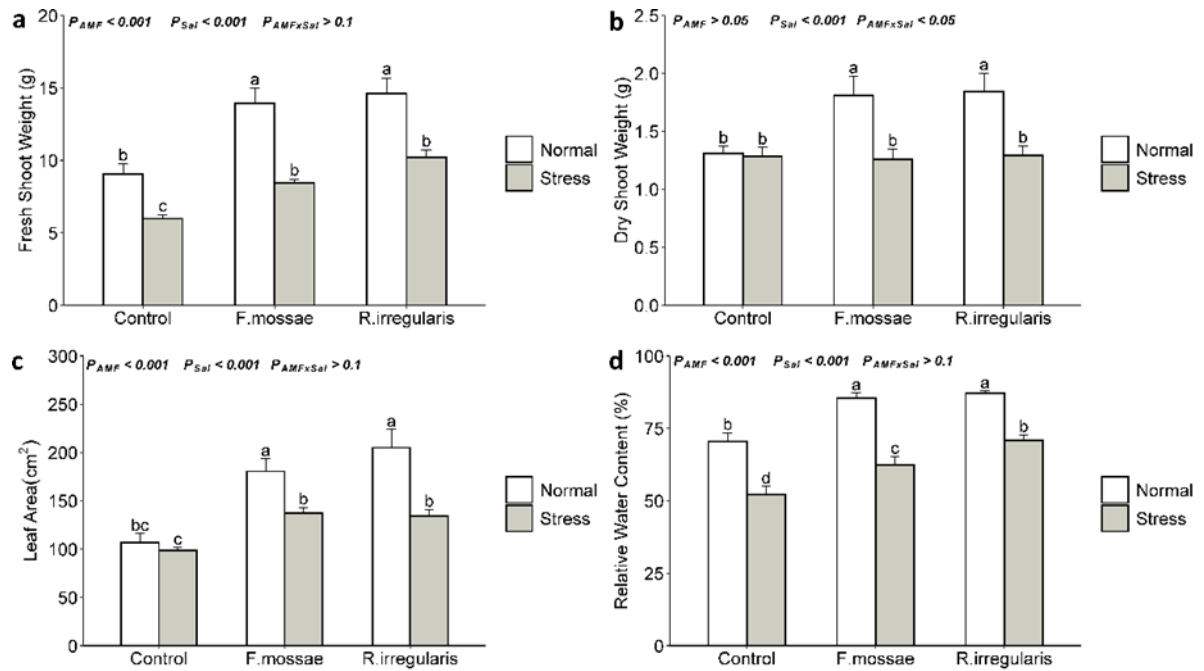 a
P_AMF < 0.001 P_Sal < 0.001 P_AMFxSal > 0.1
Fresh Shoot Weight (g)
20
15
10
5
0
b
c
a
b
a
b
Control F.mossae R.irregularis
Normal
Stress
b
P_AMF > 0.05 P_Sal < 0.001 P_AMFxSal < 0.05
Dry Shoot Weight (g)
2.5
2.0
1.5
1.0
0.5
0.0
b
b
a
b
a
b
Control F.mossae R.irregularis
Normal
Stress
c
P_AMF < 0.001 P_Sal < 0.001 P_AMFxSal > 0.1
Leaf Area(cm²)
300
250
200
150
100
50
0
bc
c
a
b
a
b
Control F.mossae R.irregularis
Normal
Stress
d
P_AMF < 0.001 P_Sal < 0.001 P_AMFxSal > 0.1
Relative Water Content (%)
100
75
50
25
0
b
d
a
c
a
b
Control F.mossae R.irregularis
Normal
Stress